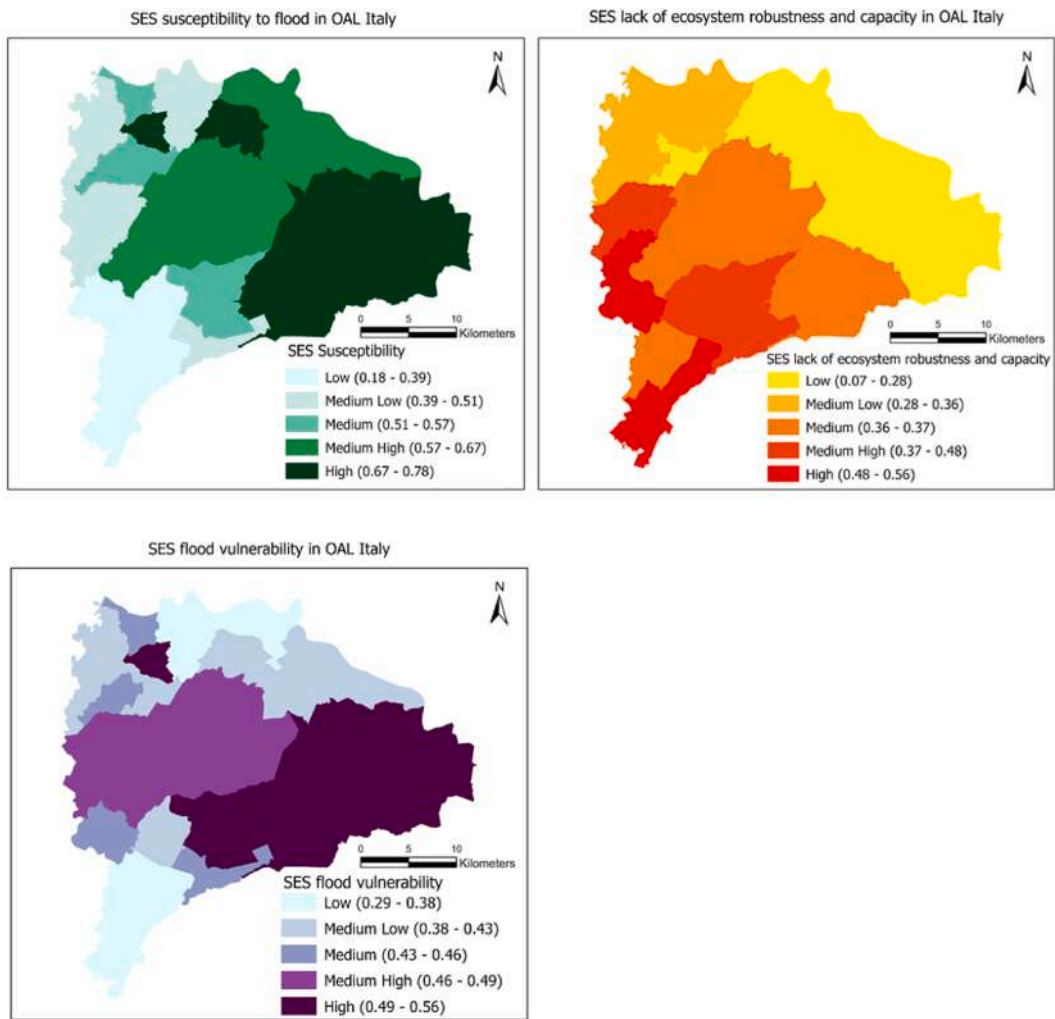 SES susceptibility to flood in OAL Italy
N
0 5 10
Kilometers
SES Susceptibility
Low (0.18 - 0.39)
Medium Low (0.39 - 0.51)
Medium (0.51 - 0.57)
Medium High (0.57 - 0.67)
High (0.67 - 0.78)
SES lack of ecosystem robustness and capacity in OAL Italy
N
0 5 10
Kilometers
SES lack of ecosystem robustness and capacity
Low (0.07 - 0.28)
Medium Low (0.28 - 0.36)
Medium (0.36 - 0.37)
Medium High (0.37 - 0.48)
High (0.48 - 0.56)
SES flood vulnerability in OAL Italy
N
0 5 10
Kilometers
SES flood vulnerability
Low (0.29 - 0.38)
Medium Low (0.38 - 0.43)
Medium (0.43 - 0.46)
Medium High (0.46 - 0.49)
High (0.49 - 0.56)